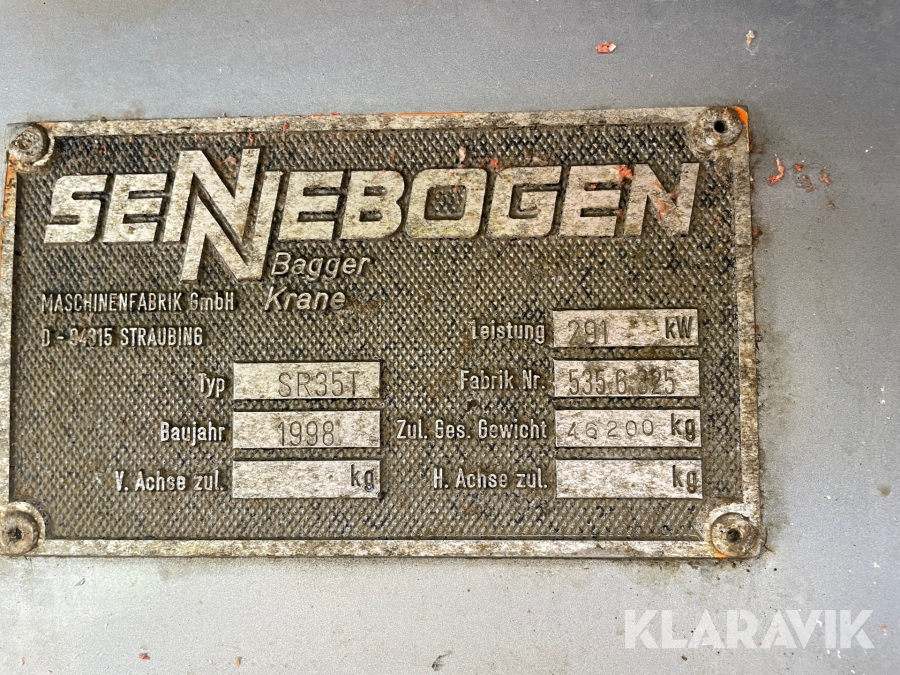 SENNEBOGEN
Bagger
Krane
MASCHINENFABRIK GmbH
D - 94315 STRAUBING
Leistung 291 KW
Typ SR35T
Fabrik Nr. 535.6.325
Baujahr 1998
Zul. Ges. Gewicht 46200 kg
V. Achse zul. kg
H. Achse zul. kg
KLARAVIK